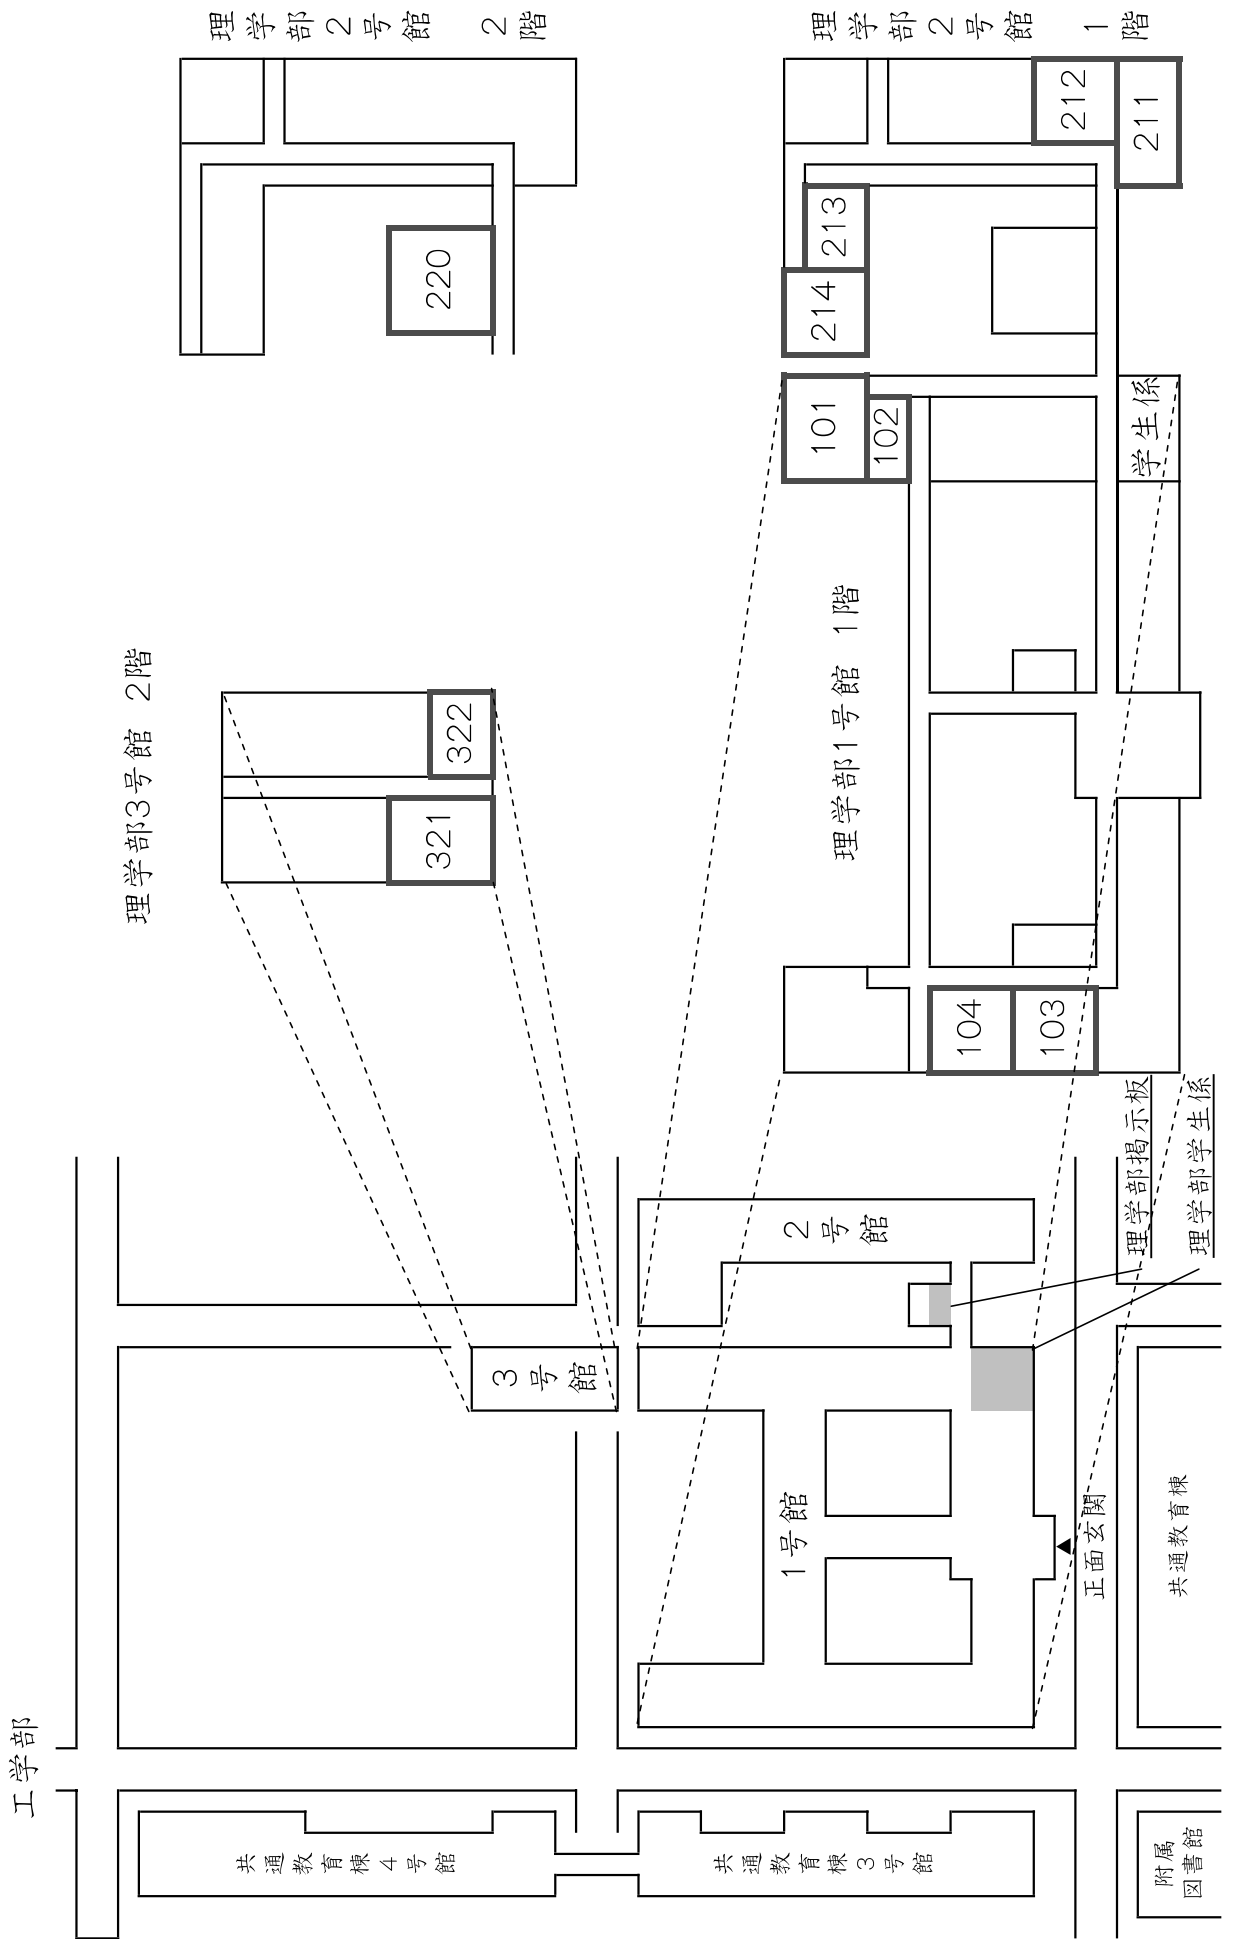 工学部
共通教育棟4号館
共通教育棟3号館
附属
図書館
理学部3号館 2階
321
322
3号館
1号館
2号館
正面玄関
共通教育棟
理学部掲示板
理学部学生係
理学部2号館 2階
220
理学部1号館 1階
104
103
101
102
学生係
理学部2号館 1階
214
213
212
211